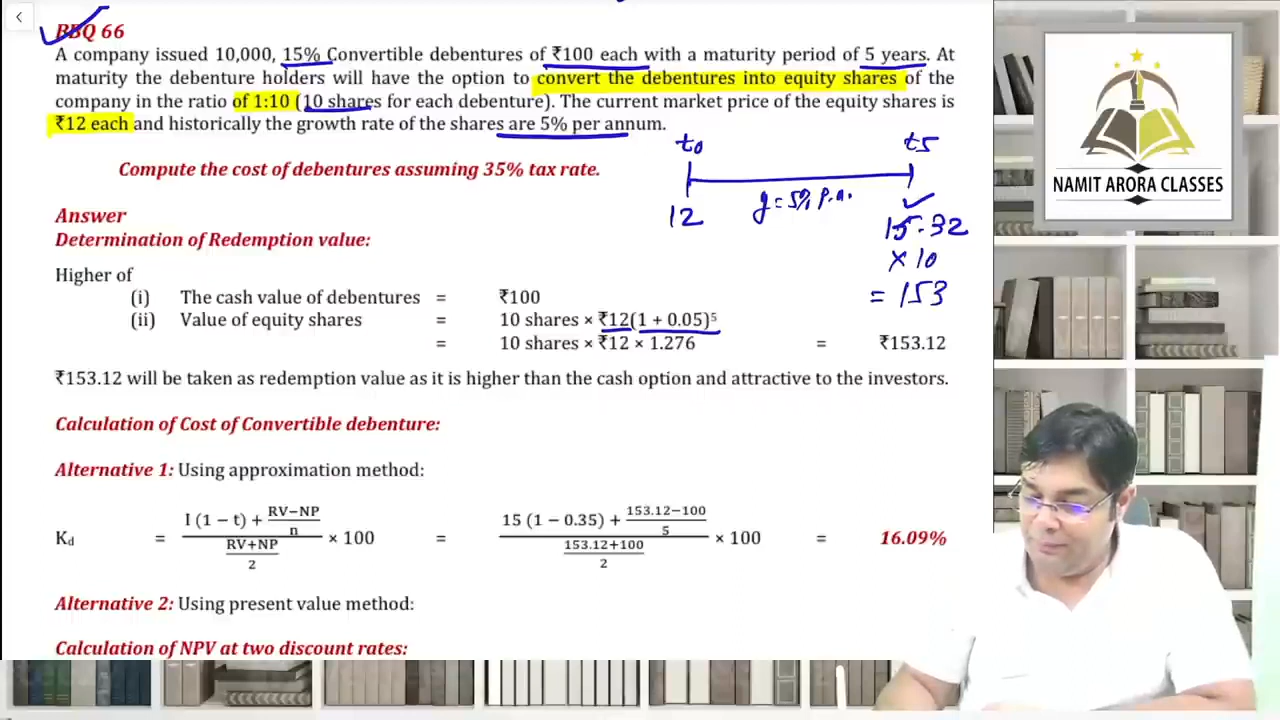 BBQ 66
A company issued 10,000, 15% Convertible debentures of ₹100 each with a maturity period of 5 years. At
maturity the debenture holders will have the option to convert the debentures into equity shares of the
company in the ratio of 1:10 (10 shares for each debenture). The current market price of the equity shares is
₹12 each and historically the growth rate of the shares are 5% per annum.
t0 t5
Compute the cost of debentures assuming 35% tax rate.
NAMIT ARORA CLASSES
g = 5% p.a.
12
15.32
× 10
= 153
Answer
Determination of Redemption value:
Higher of
(i) The cash value of debentures = ₹100
(ii) Value of equity shares = 10 shares × ₹12(1 + 0.05)⁵
= 10 shares × ₹12 × 1.276 = ₹153.12
₹153.12 will be taken as redemption value as it is higher than the cash option and attractive to the investors.
Calculation of Cost of Convertible debenture:
Alternative 1: Using approximation method:
I (1 − t) + RV−NP 15 (1 − 0.35) + 153.12−100
n 5
Kd = × 100 = × 100 = 16.09%
RV+NP 153.12+100
2 2
Alternative 2: Using present value method:
Calculation of NPV at two discount rates: